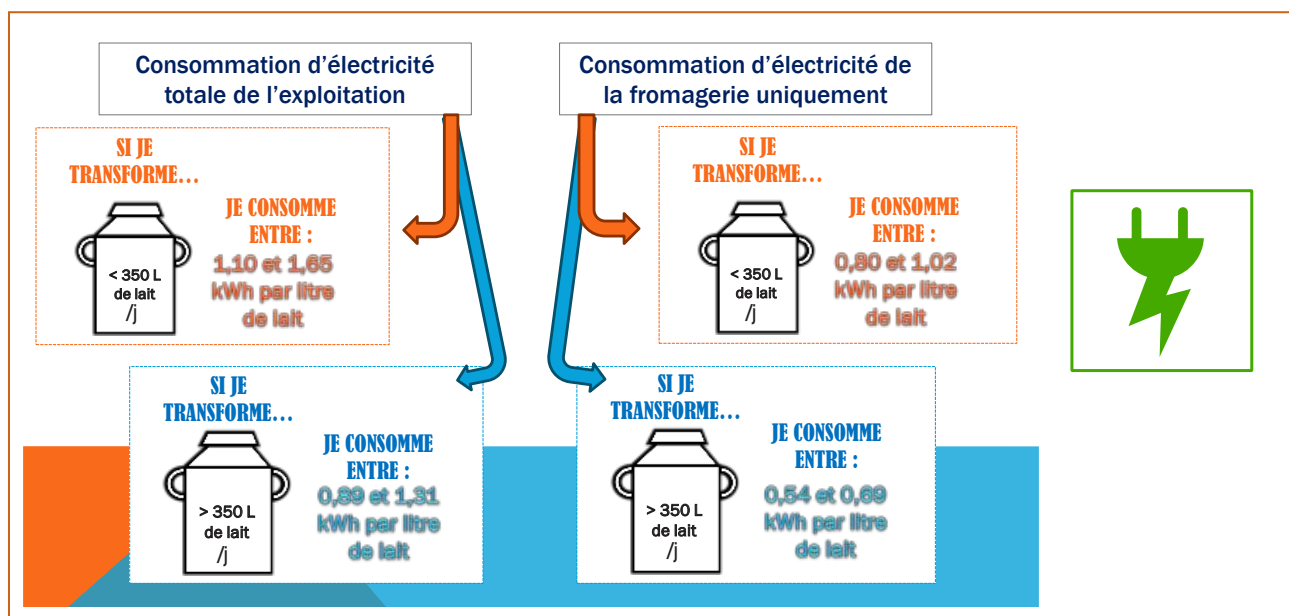 Consommation d’électricité
totale de l’exploitation
Consommation d’électricité de
la fromagerie uniquement
SI JE
TRANSFORME…
< 350 L
de lait
/j
JE CONSOMME
ENTRE :
1,10 et 1,65
kWh par litre
de lait
SI JE
TRANSFORME…
< 350 L
de lait
/j
JE CONSOMME
ENTRE :
0,80 et 1,02
kWh par litre
de lait
SI JE
TRANSFORME…
> 350 L
de lait
/j
JE CONSOMME
ENTRE :
0,89 et 1,31
kWh par litre
de lait
SI JE
TRANSFORME…
> 350 L
de lait
/j
JE CONSOMME
ENTRE :
0,54 et 0,69
kWh par litre
de lait